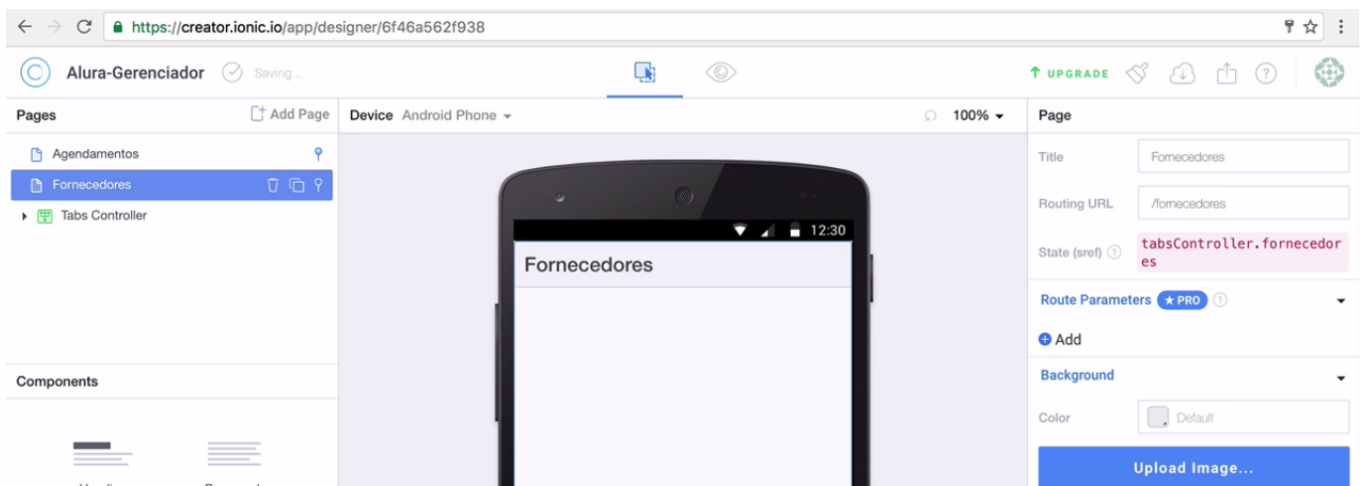 https://creator.ionic.io/app/designer/6f46a562f938
Alura-Gerenciador Saving...
UPGRADE
Pages Add Page
Agendamentos
Fornecedores
Tabs Controller
Components
Device Android Phone 100%
12:30
Fornecedores
Page
Title Fornecedores
Routing URL /fornecedores
State (sref) tabsController.fornecedor
es
Route Parameters PRO
Add
Background
Color Default
Upload Image...